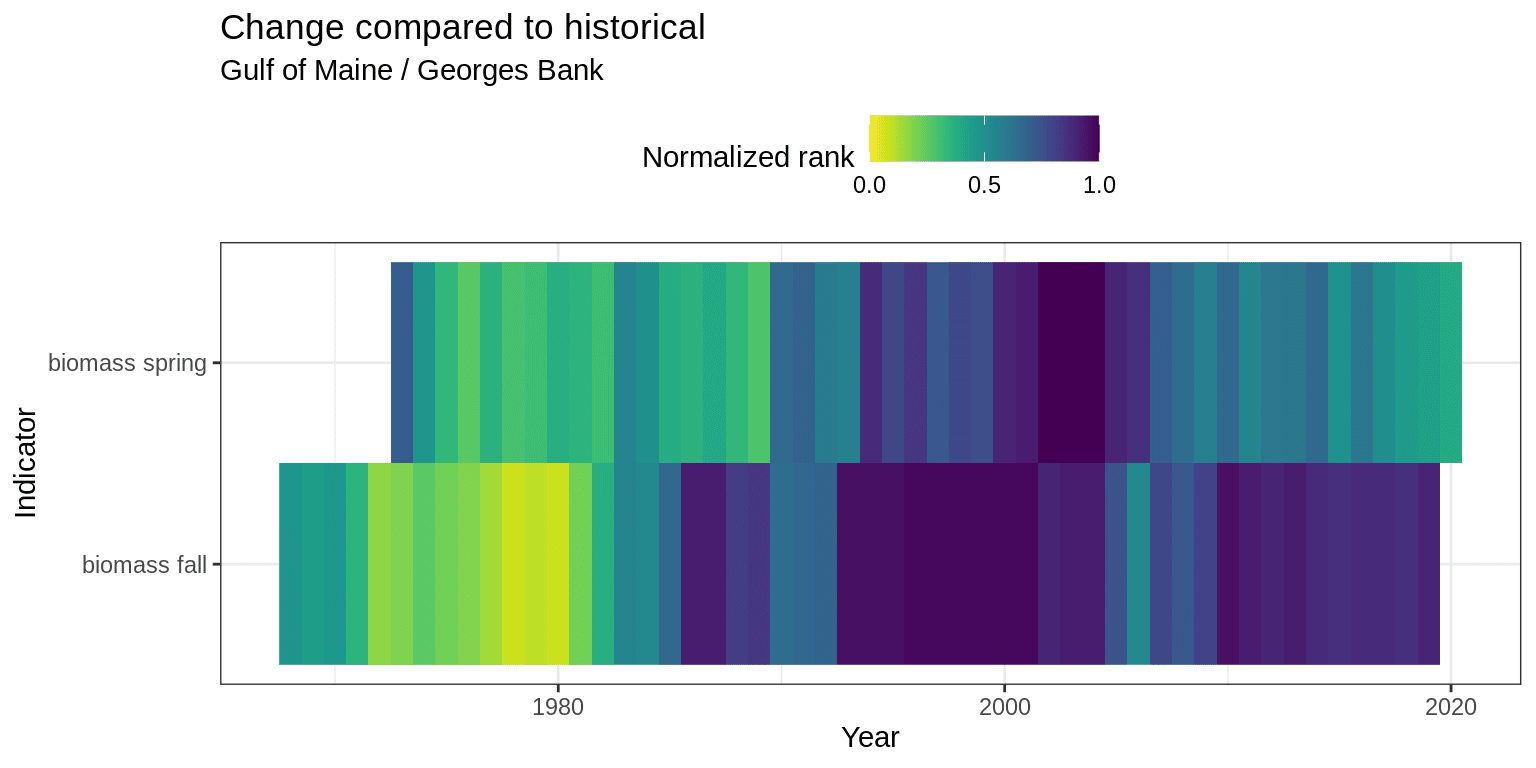 Change compared to historical
Gulf of Maine / Georges Bank
Normalized rank
0.0 0.5 1.0
biomass spring
biomass fall
Indicator
1980 2000 2020
Year